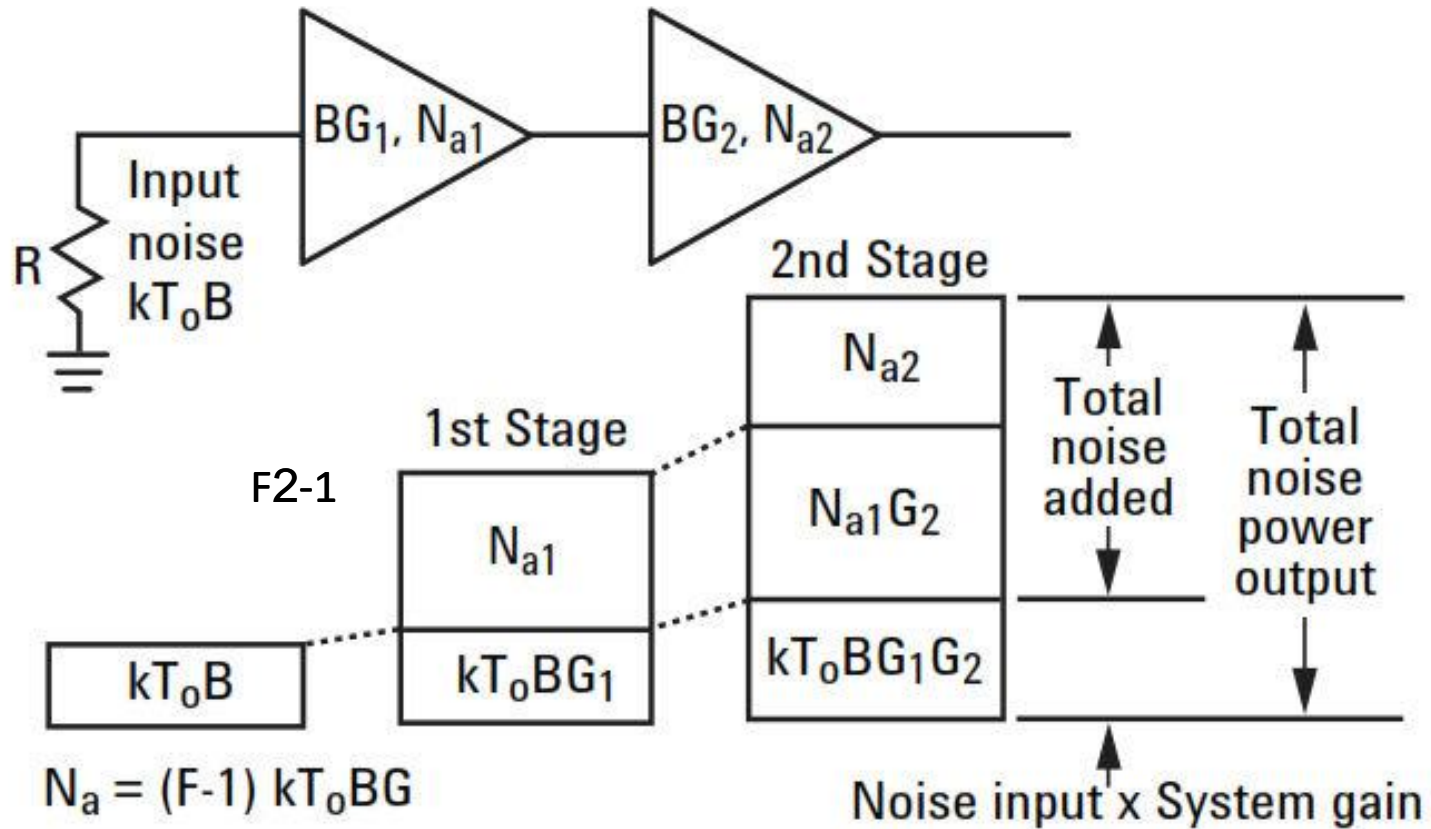 BG₁, Nₐ₁
BG₂, Nₐ₂
R
Input
noise
kTₒB
2nd Stage
1st Stage
F2-1
Nₐ₂
Nₐ₁G₂
kTₒBG₁G₂
Nₐ₁
kTₒBG₁
kTₒB
Total
noise
added
Total
noise
power
output
Nₐ = (F-1) kTₒBG
Noise input x System gain